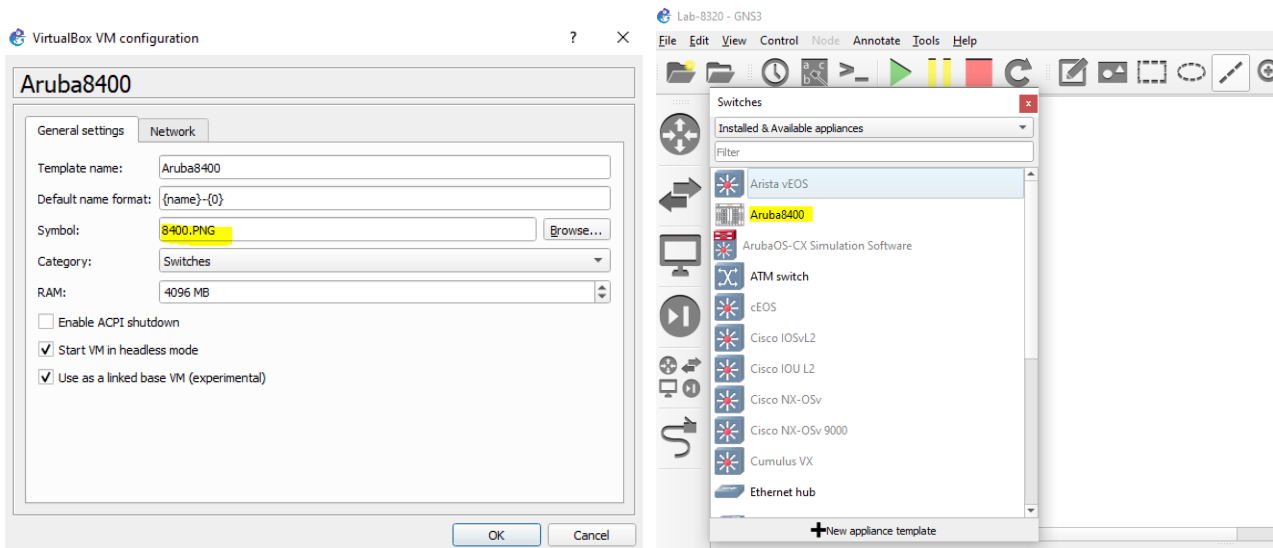 VirtualBox VM configuration
?
Aruba8400
General settings
Network
Template name:
Aruba8400
Default name format:
{name}-{0}
Symbol:
8400.PNG
Browse...
Category:
Switches
RAM:
4096 MB
Enable ACPI shutdown
Start VM in headless mode
Use as a linked base VM (experimental)
OK
Cancel
Lab-8320 - GNS3
File Edit View Control Node Annotate Tools Help
Switches
x
Installed & Available appliances
Filter
Arista vEOS
Aruba8400
ArubaOS-CX Simulation Software
ATM switch
cEOS
Cisco IOSvL2
Cisco IOU L2
Cisco NX-OSv
Cisco NX-OSv 9000
Cumulus VX
Ethernet hub
New appliance template